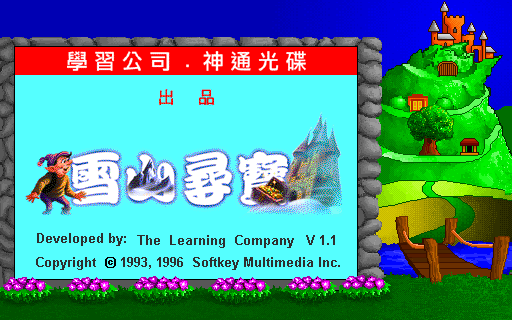 學習公司．神通光碟
出 品
雪山尋寶
Developed by: The Learning Company V 1.1
Copyright © 1993, 1996 Softkey Multimedia Inc.